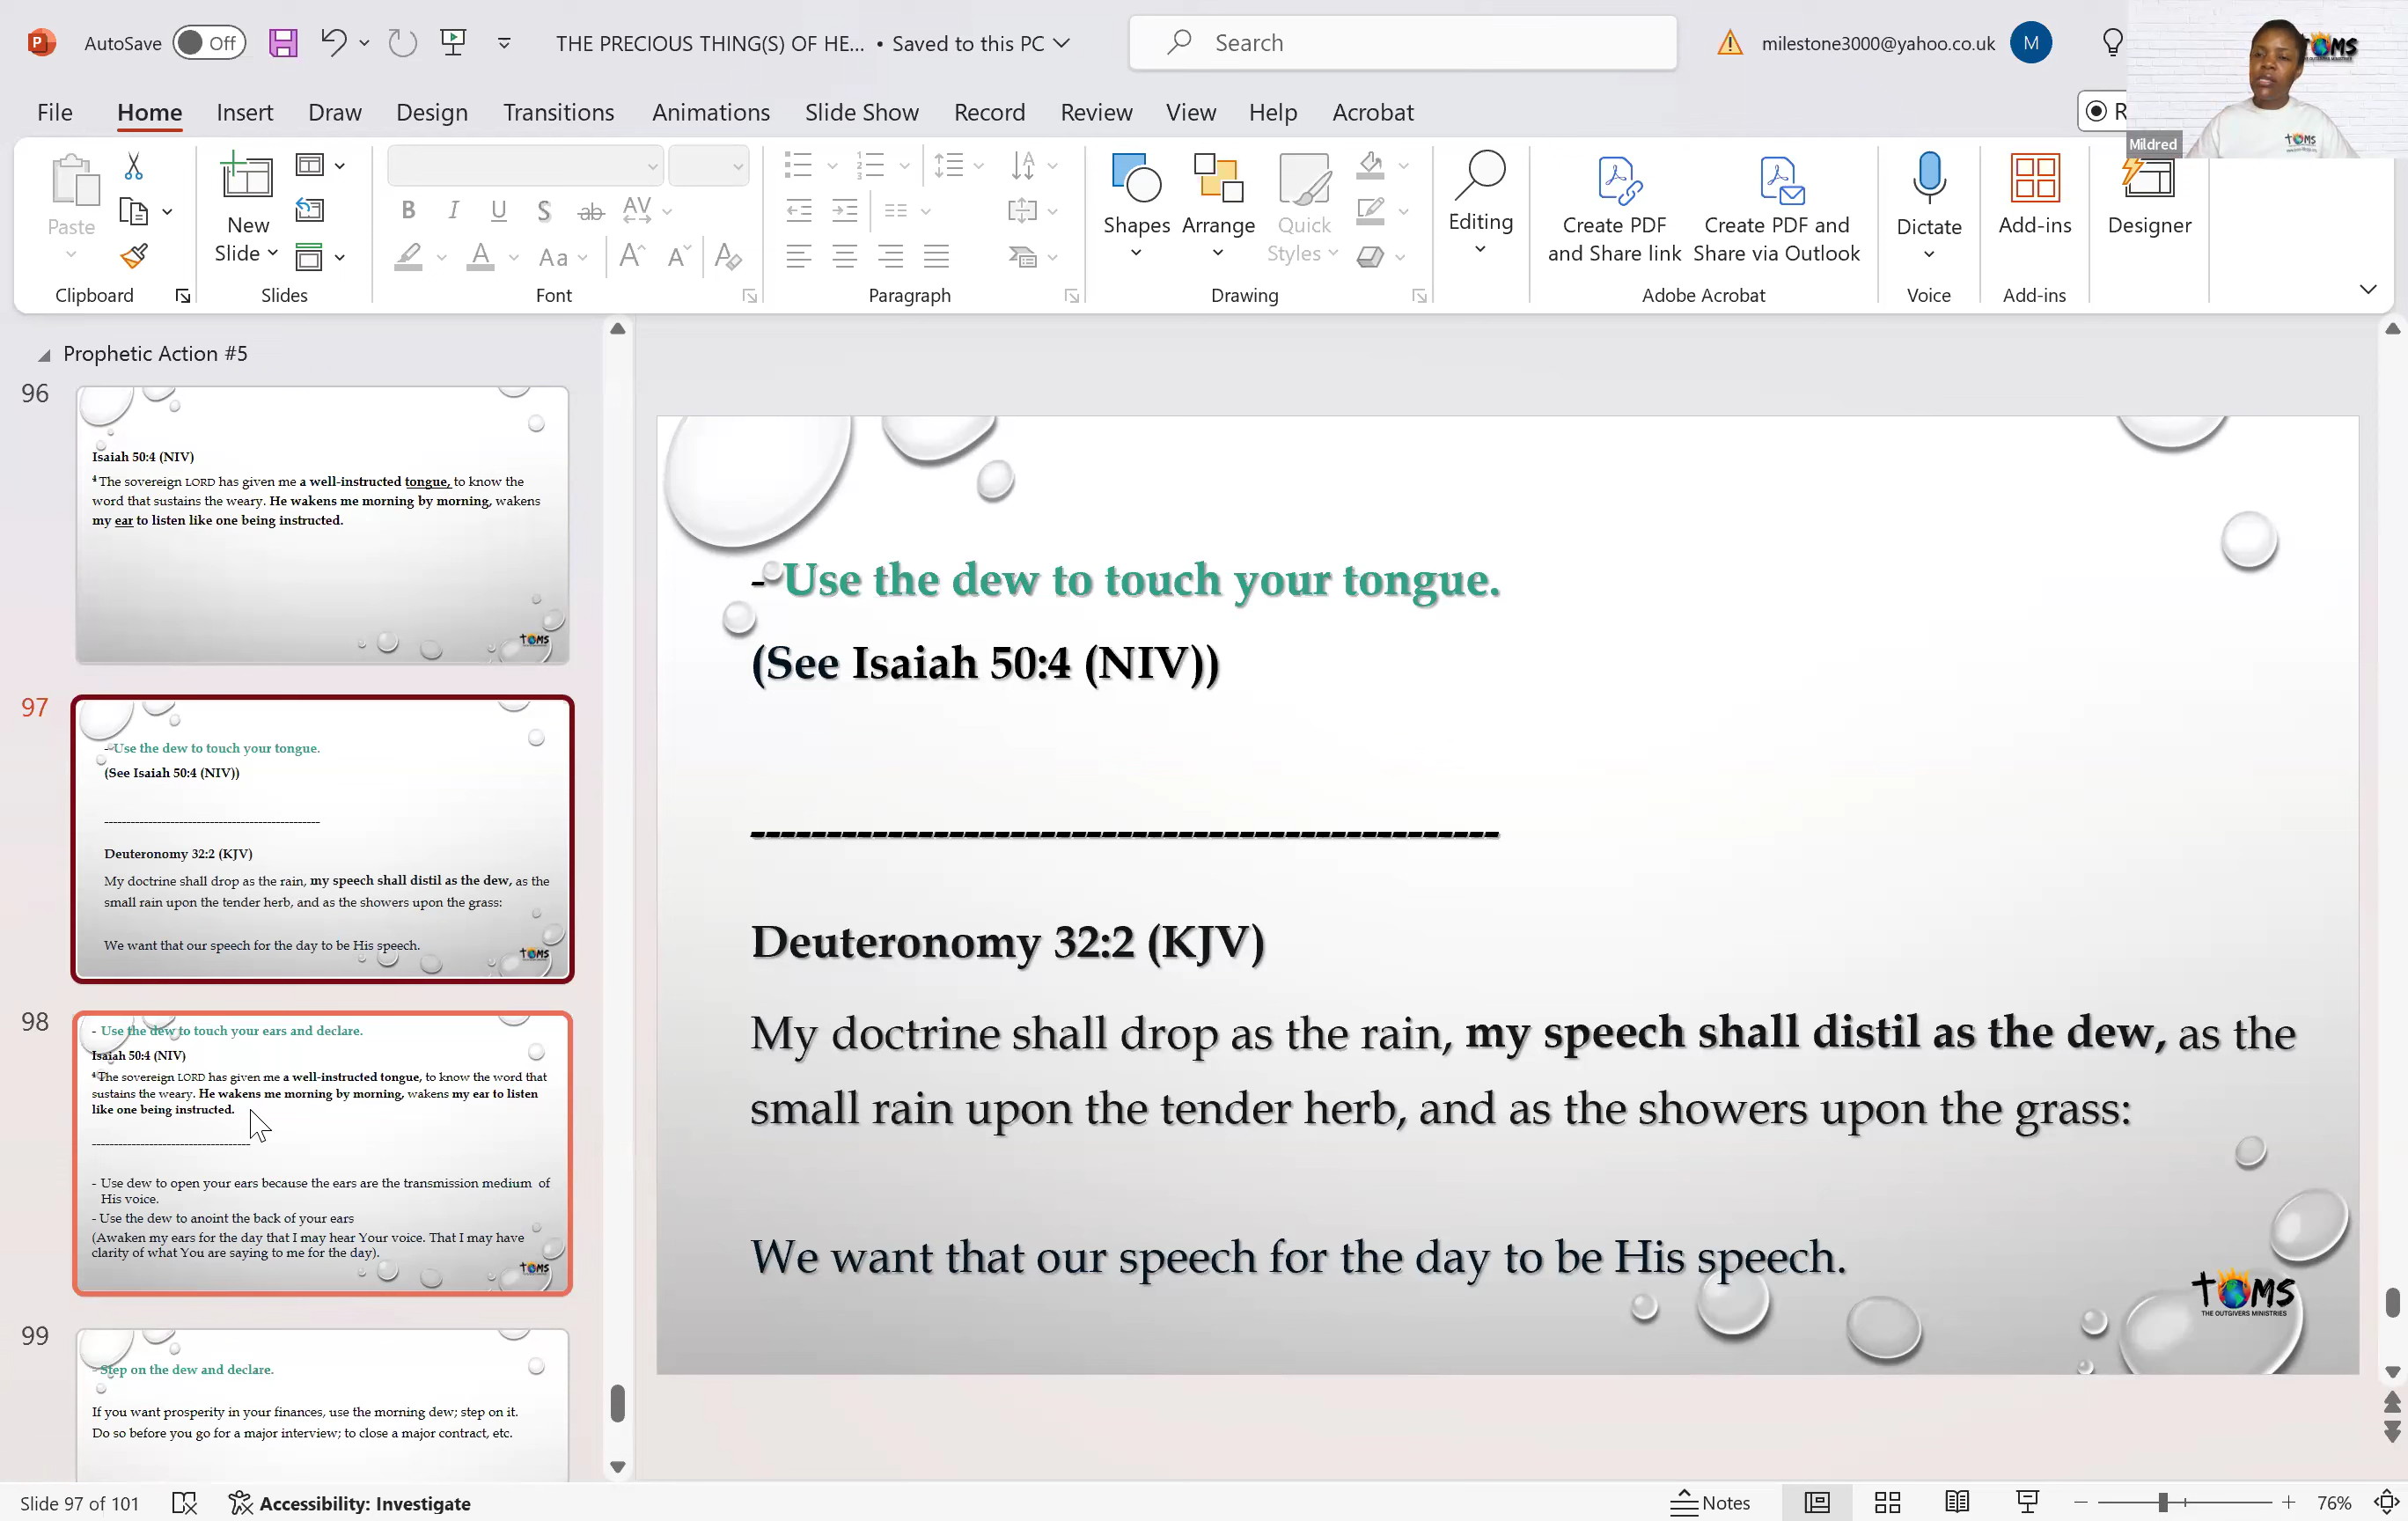 AutoSave Off THE PRECIOUS THING(S) OF HE... • Saved to this PC Search milestone3000@yahoo.co.uk M
TOMS
File Home Insert Draw Design Transitions Animations Slide Show Record Review View Help Acrobat
Mildred
Paste New Slide Shapes Arrange Quick Styles Editing Create PDF and Share link Create PDF and Share via Outlook Dictate Add-ins Designer
Clipboard Slides Font Paragraph Drawing Adobe Acrobat Voice Add-ins
Prophetic Action #5
96
Isaiah 50:4 (NIV)
4 The sovereign LORD has given me a well-instructed tongue, to know the
word that sustains the weary. He wakens me morning by morning, wakens
my ear to listen like one being instructed.
TOMS
97
- Use the dew to touch your tongue.
(See Isaiah 50:4 (NIV))
------------------------------------------------
Deuteronomy 32:2 (KJV)
My doctrine shall drop as the rain, my speech shall distil as the dew, as the
small rain upon the tender herb, and as the showers upon the grass:
We want that our speech for the day to be His speech.
TOMS
98
- Use the dew to touch your ears and declare.
Isaiah 50:4 (NIV)
4 The sovereign LORD has given me a well-instructed tongue, to know the word that
sustains the weary. He wakens me morning by morning, wakens my ear to listen
like one being instructed.
-----------------------------------
- Use dew to open your ears because the ears are the transmission medium of
His voice.
- Use the dew to anoint the back of your ears
(Awaken my ears for the day that I may hear Your voice. That I may have
clarity of what You are saying to me for the day).
TOMS
99
- Step on the dew and declare.
If you want prosperity in your finances, use the morning dew; step on it.
Do so before you go for a major interview; to close a major contract, etc.
- Use the dew to touch your tongue.
(See Isaiah 50:4 (NIV))
------------------------------------------------
Deuteronomy 32:2 (KJV)
My doctrine shall drop as the rain, my speech shall distil as the dew, as the
small rain upon the tender herb, and as the showers upon the grass:
We want that our speech for the day to be His speech.
TOMS
THE OUTGIVERS MINISTRIES
Slide 97 of 101 Accessibility: Investigate Notes 76%